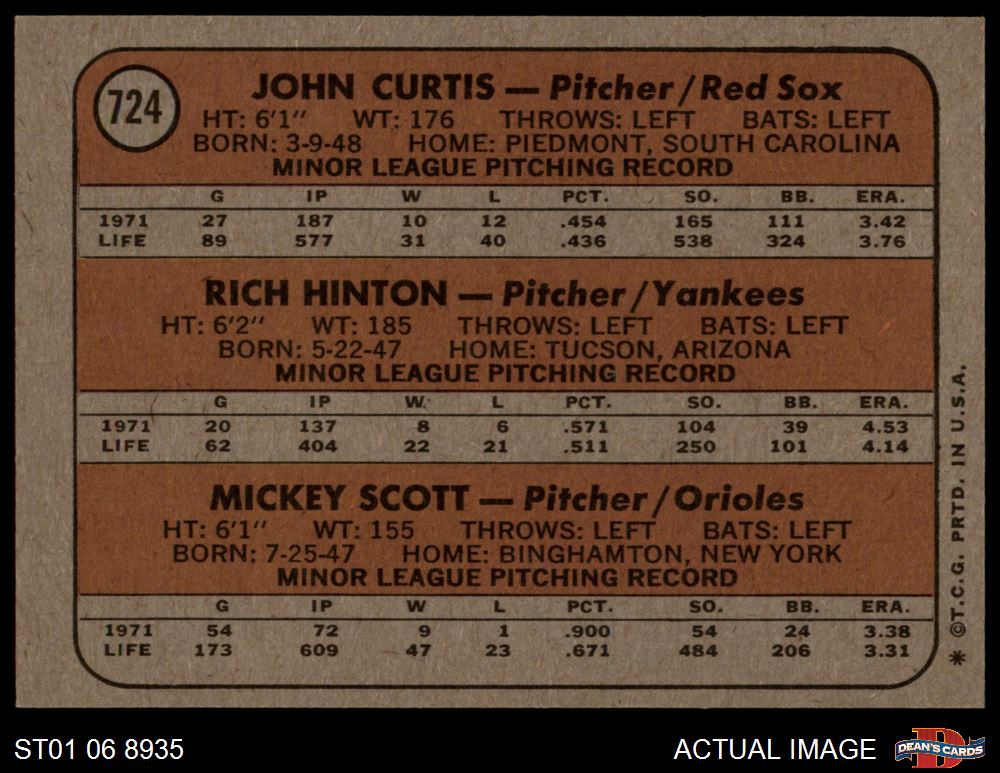 724
JOHN CURTIS — Pitcher/Red Sox
HT: 6'1" WT: 176 THROWS: LEFT BATS: LEFT
BORN: 3-9-48 HOME: PIEDMONT, SOUTH CAROLINA
MINOR LEAGUE PITCHING RECORD
G IP W L PCT. SO. BB. ERA.
1971 27 187 10 12 .454 165 111 3.42
LIFE 89 577 31 40 .436 538 324 3.76
RICH HINTON — Pitcher/Yankees
HT: 6'2" WT: 185 THROWS: LEFT BATS: LEFT
BORN: 5-22-47 HOME: TUCSON, ARIZONA
MINOR LEAGUE PITCHING RECORD
G IP W. L PCT. SO. BB. ERA.
1971 20 137 8 6 .571 104 39 4.53
LIFE 62 404 22 21 .511 250 101 4.14
MICKEY SCOTT — Pitcher/Orioles
HT: 6'1" WT: 155 THROWS: LEFT BATS: LEFT
BORN: 7-25-47 HOME: BINGHAMTON, NEW YORK
MINOR LEAGUE PITCHING RECORD
G IP W L PCT. SO. BB. ERA.
1971 54 72 9 1 .900 54 24 3.38
LIFE 173 609 47 23 .671 484 206 3.31
* ©T.C.G. PRTD. IN U.S.A.
ST01 06 8935
ACTUAL IMAGE
D
DEAN'S CARDS